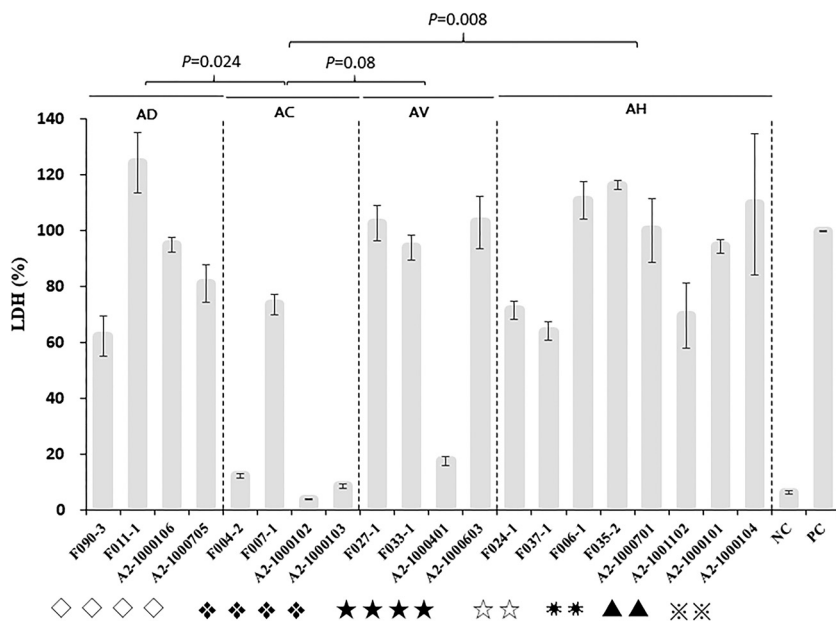 P=0.008
P=0.024
P=0.08
AD
AC
AV
AH
LDH (%)
140
120
100
80
60
40
20
0
F090-3
F011-1
A2-1000106
A2-1000705
F004-2
F007-1
A2-1000102
A2-1000103
F027-1
F033-1
A2-1000401
A2-1000603
F024-1
F037-1
F006-1
F035-2
A2-1000701
A2-1001102
A2-1000101
A2-1000104
NC
PC